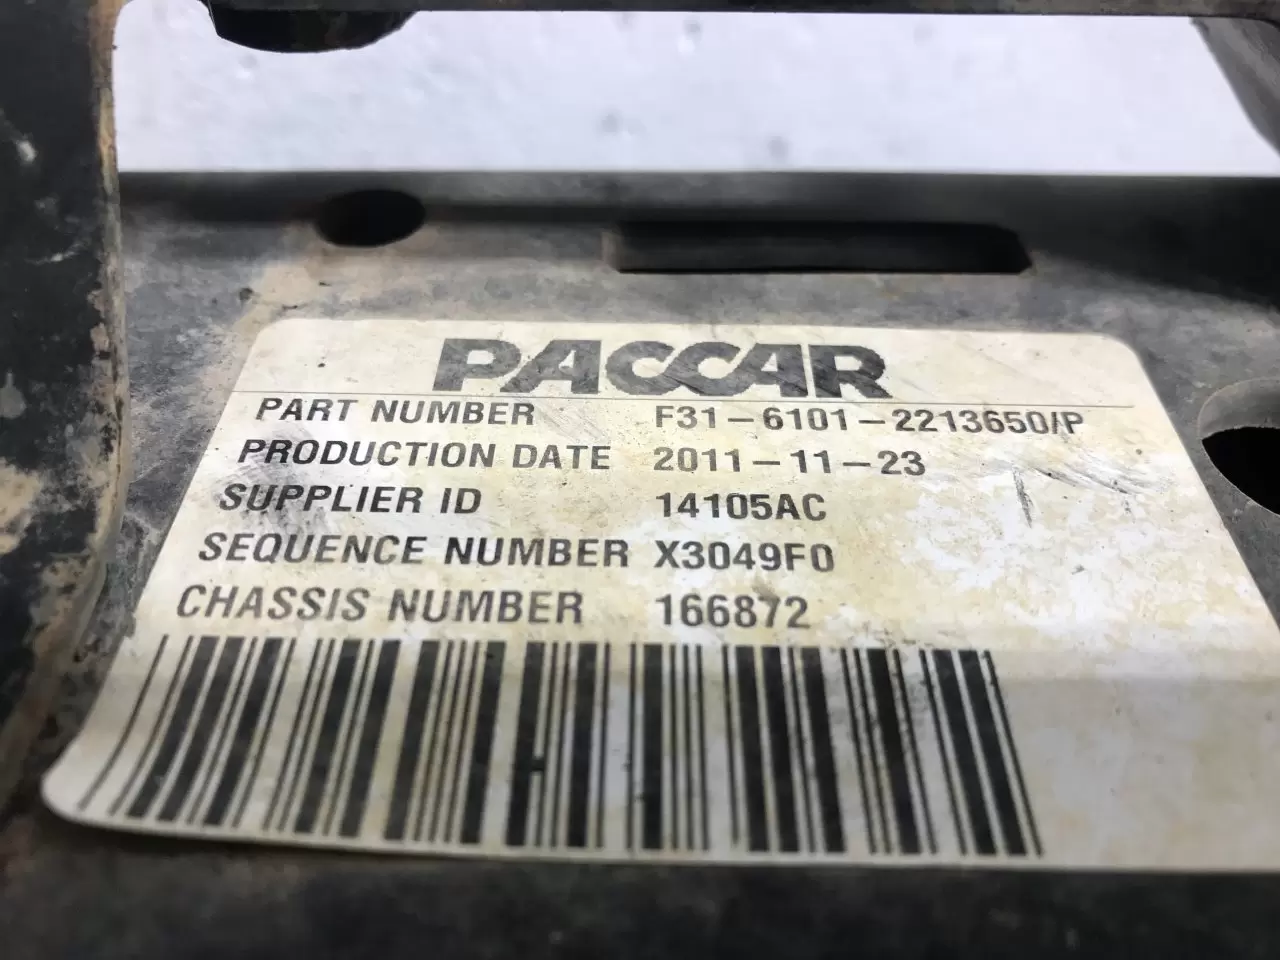 PACCAR
PART NUMBER F31-6101-2213650/P
PRODUCTION DATE 2011-11-23
SUPPLIER ID 14105AC
SEQUENCE NUMBER X3049F0
CHASSIS NUMBER 166872